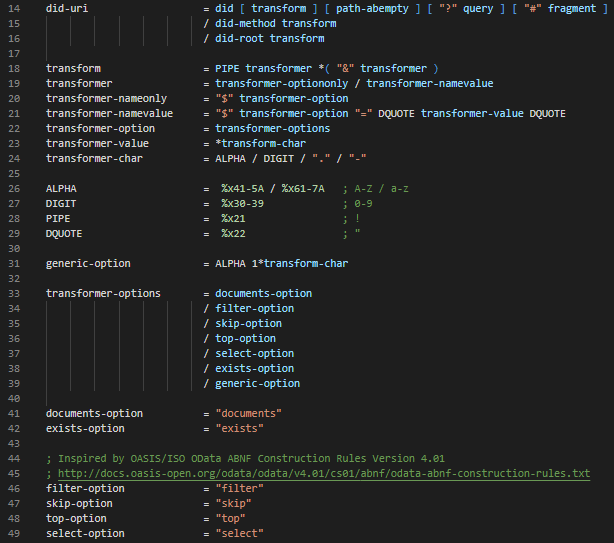 14 did-uri = did [ transform ] [ path-abempty ] [ "?" query ] [ "#" fragment ]
15 / did-method transform
16 / did-root transform
17
18 transform = PIPE transformer *( "&" transformer )
19 transformer = transformer-optiononly / transformer-namevalue
20 transformer-nameonly = "$" transformer-option
21 transformer-namevalue = "$" transformer-option "=" DQUOTE transformer-value DQUOTE
22 transformer-option = transformer-options
23 transformer-value = *transform-char
24 transformer-char = ALPHA / DIGIT / "." / "-"
25
26 ALPHA = %x41-5A / %x61-7A ; A-Z / a-z
27 DIGIT = %x30-39 ; 0-9
28 PIPE = %x21 ; !
29 DQUOTE = %x22 ; "
30
31 generic-option = ALPHA 1*transform-char
32
33 transformer-options = documents-option
34 / filter-option
35 / skip-option
36 / top-option
37 / select-option
38 / exists-option
39 / generic-option
40
41 documents-option = "documents"
42 exists-option = "exists"
43
44 ; Inspired by OASIS/ISO OData ABNF Construction Rules Version 4.01
45 ; http://docs.oasis-open.org/odata/odata/v4.01/cs01/abnf/odata-abnf-construction-rules.txt
46 filter-option = "filter"
47 skip-option = "skip"
48 top-option = "top"
49 select-option = "select"